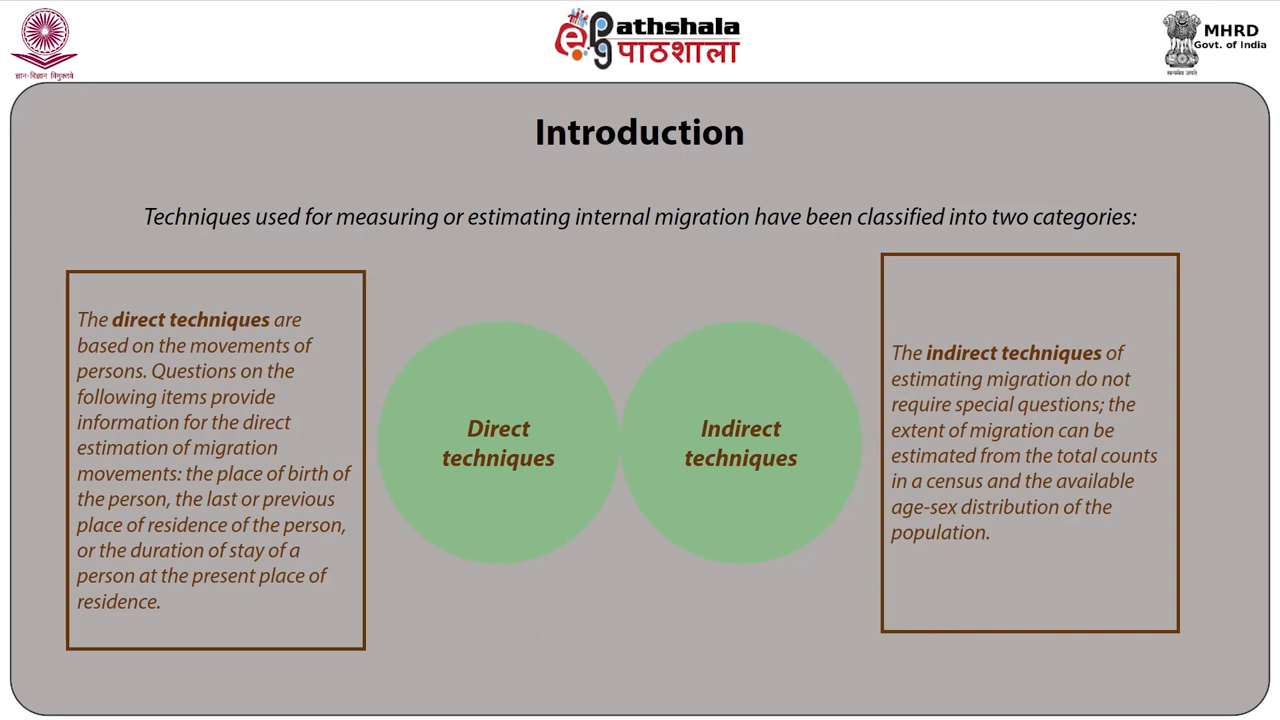 ज्ञान-विज्ञान विमुक्तये
ePathshala
पाठशाला
MHRD
Govt. of India
सत्यमेव जयते
Introduction
Techniques used for measuring or estimating internal migration have been classified into two categories:
The direct techniques are
based on the movements of
persons. Questions on the
following items provide
information for the direct
estimation of migration
movements: the place of birth of
the person, the last or previous
place of residence of the person,
or the duration of stay of a
person at the present place of
residence.
Direct
techniques
Indirect
techniques
The indirect techniques of
estimating migration do not
require special questions; the
extent of migration can be
estimated from the total counts
in a census and the available
age-sex distribution of the
population.